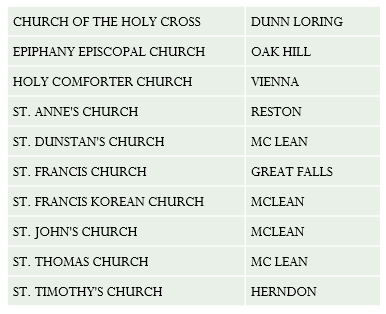 CHURCH OF THE HOLY CROSS DUNN LORING
EPIPHANY EPISCOPAL CHURCH OAK HILL
HOLY COMFORTER CHURCH VIENNA
ST. ANNE'S CHURCH RESTON
ST. DUNSTAN'S CHURCH MC LEAN
ST. FRANCIS CHURCH GREAT FALLS
ST. FRANCIS KOREAN CHURCH MCLEAN
ST. JOHN'S CHURCH MCLEAN
ST. THOMAS CHURCH MC LEAN
ST. TIMOTHY'S CHURCH HERNDON